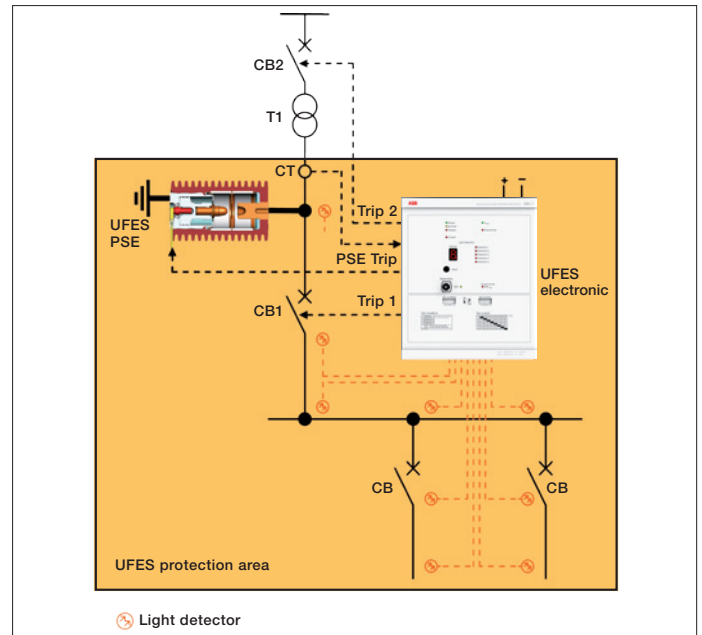 CB2
T1
CT
+ −
ABB
UFES
PSE
Trip 2
PSE Trip
UFES
electronic
CB1
Trip 1
CB
CB
UFES protection area
Light detector